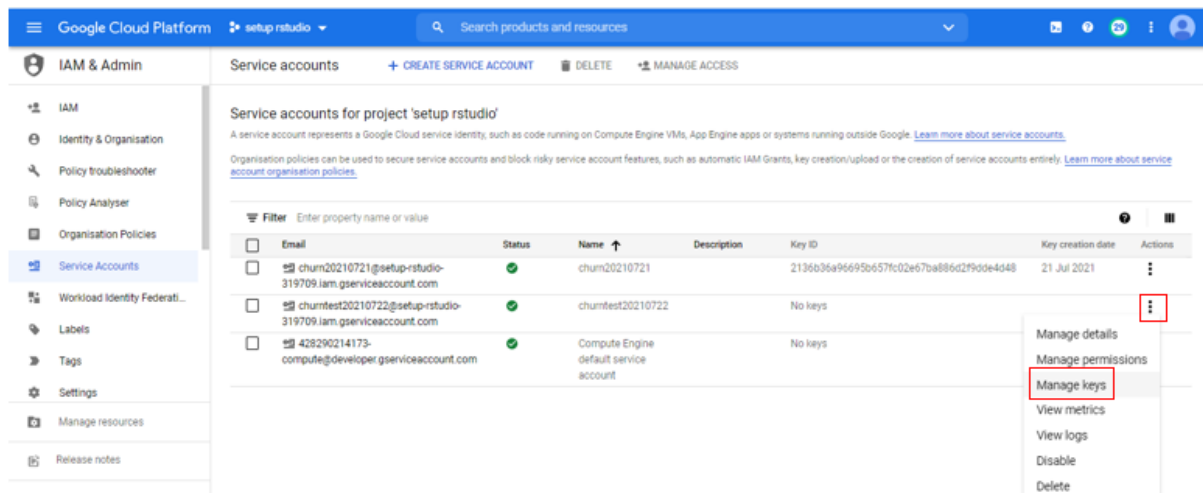 Google Cloud Platform setup rstudio Search products and resources 29
IAM & Admin Service accounts + CREATE SERVICE ACCOUNT DELETE MANAGE ACCESS
IAM
Identity & Organisation
Policy troubleshooter
Policy Analyser
Organisation Policies
Service Accounts
Workload Identity Federati...
Labels
Tags
Settings
Manage resources
Release notes
Service accounts for project 'setup rstudio'
A service account represents a Google Cloud service identity, such as code running on Compute Engine VMs, App Engine apps or systems running outside Google. Learn more about service accounts.
Organisation policies can be used to secure service accounts and block risky service account features, such as automatic IAM Grants, key creation/upload or the creation of service accounts entirely. Learn more about service
account organisation policies.
Filter Enter property name or value
Email Status Name Description Key ID Key creation date Actions
churn20210721@setup-rstudio- churn20210721 2136b36a96695b657fc02e67ba886d2f9dde4d48 21 Jul 2021
319709.iam.gserviceaccount.com
churntest20210722@setup-rstudio- churntest20210722 No keys
319709.iam.gserviceaccount.com
428290214173- Compute Engine No keys
compute@developer.gserviceaccount.com default service
account
Manage details
Manage permissions
Manage keys
View metrics
View logs
Disable
Delete